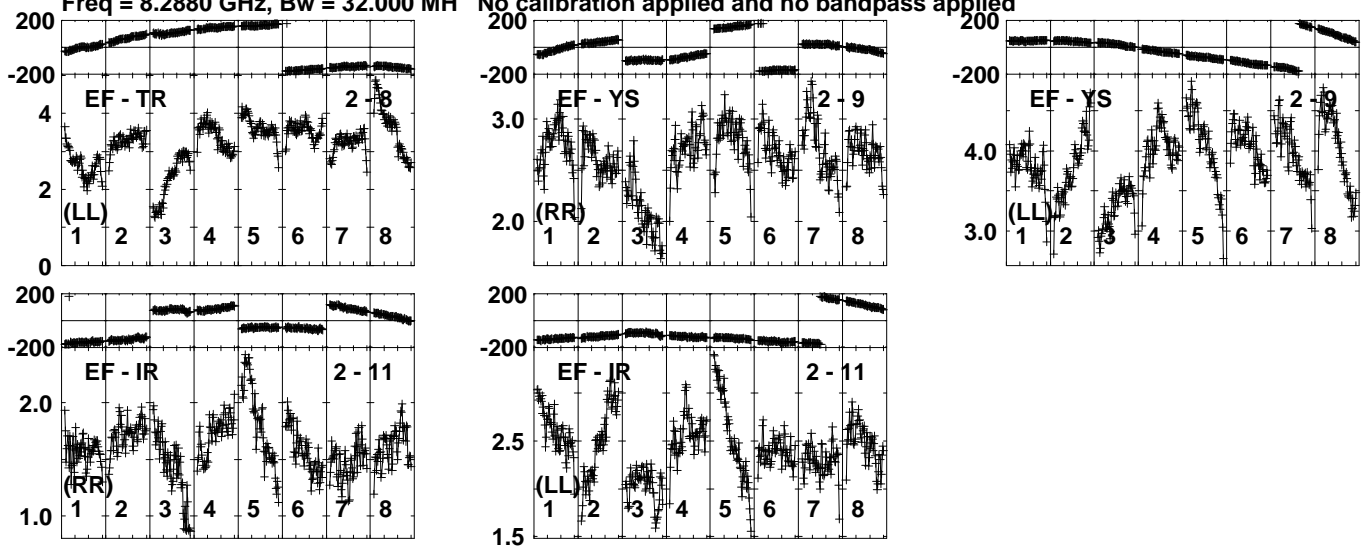 Freq = 8.2880 GHz, Bw = 32.000 MH No calibration applied and no bandpass applied
200
-200
EF - TR 2 - 8
4
2
0
(LL)
1 2 3 4 5 6 7 8
EF - YS 2 - 9
3.0
2.0
(RR)
1 2 3 4 5 6 7 8
200
-200
EF - YS 2 - 9
4.0
3.0
(LL)
1 2 3 4 5 6 7 8
200
-200
EF - IR 2 - 11
2.0
1.0
(RR)
1 2 3 4 5 6 7 8
EF - IR 2 - 11
2.5
1.5
(LL)
1 2 3 4 5 6 7 8